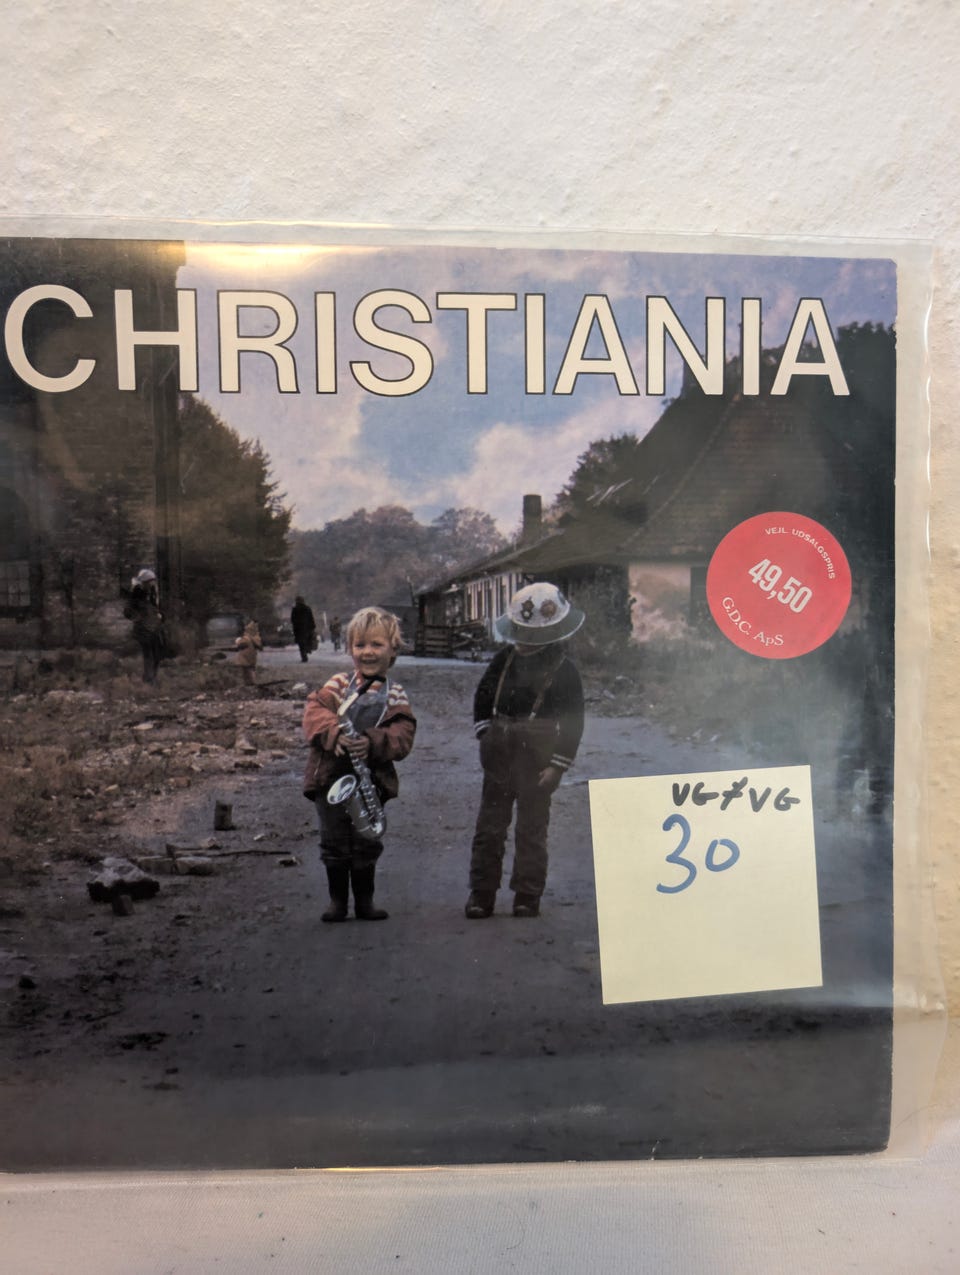 CHRISTIANIA
VEJL. UDSALGSPRIS
49,50
G.D.C. ApS
VG+VG
30